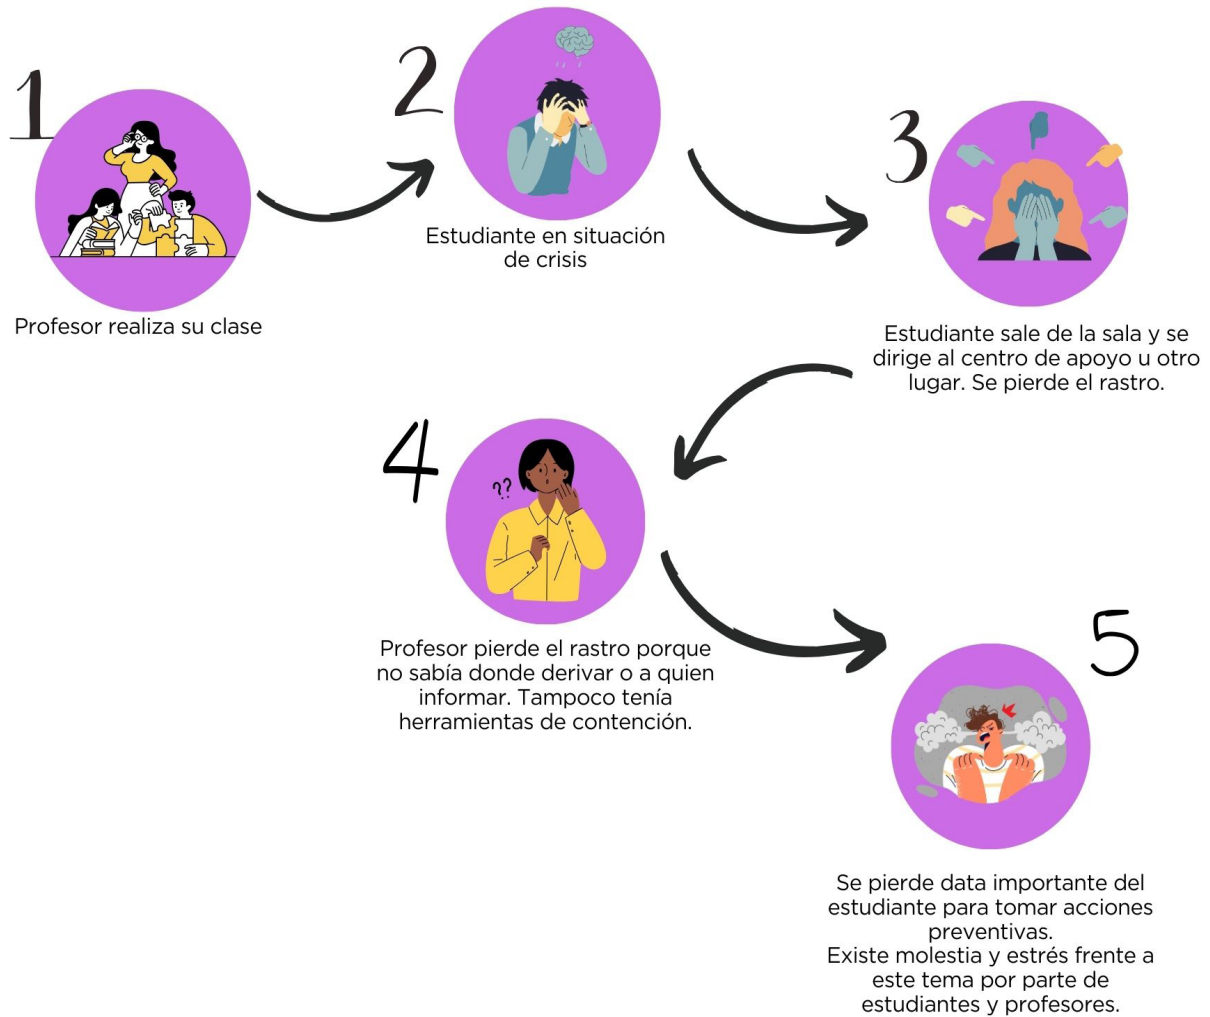 1
Profesor realiza su clase
2
Estudiante en situación
de crisis
3
Estudiante sale de la sala y se
dirige al centro de apoyo u otro
lugar. Se pierde el rastro.
4
??
Profesor pierde el rastro porque
no sabía donde derivar o a quien
informar. Tampoco tenía
herramientas de contención.
5
Se pierde data importante del
estudiante para tomar acciones
preventivas.
Existe molestia y estrés frente a
este tema por parte de
estudiantes y profesores.